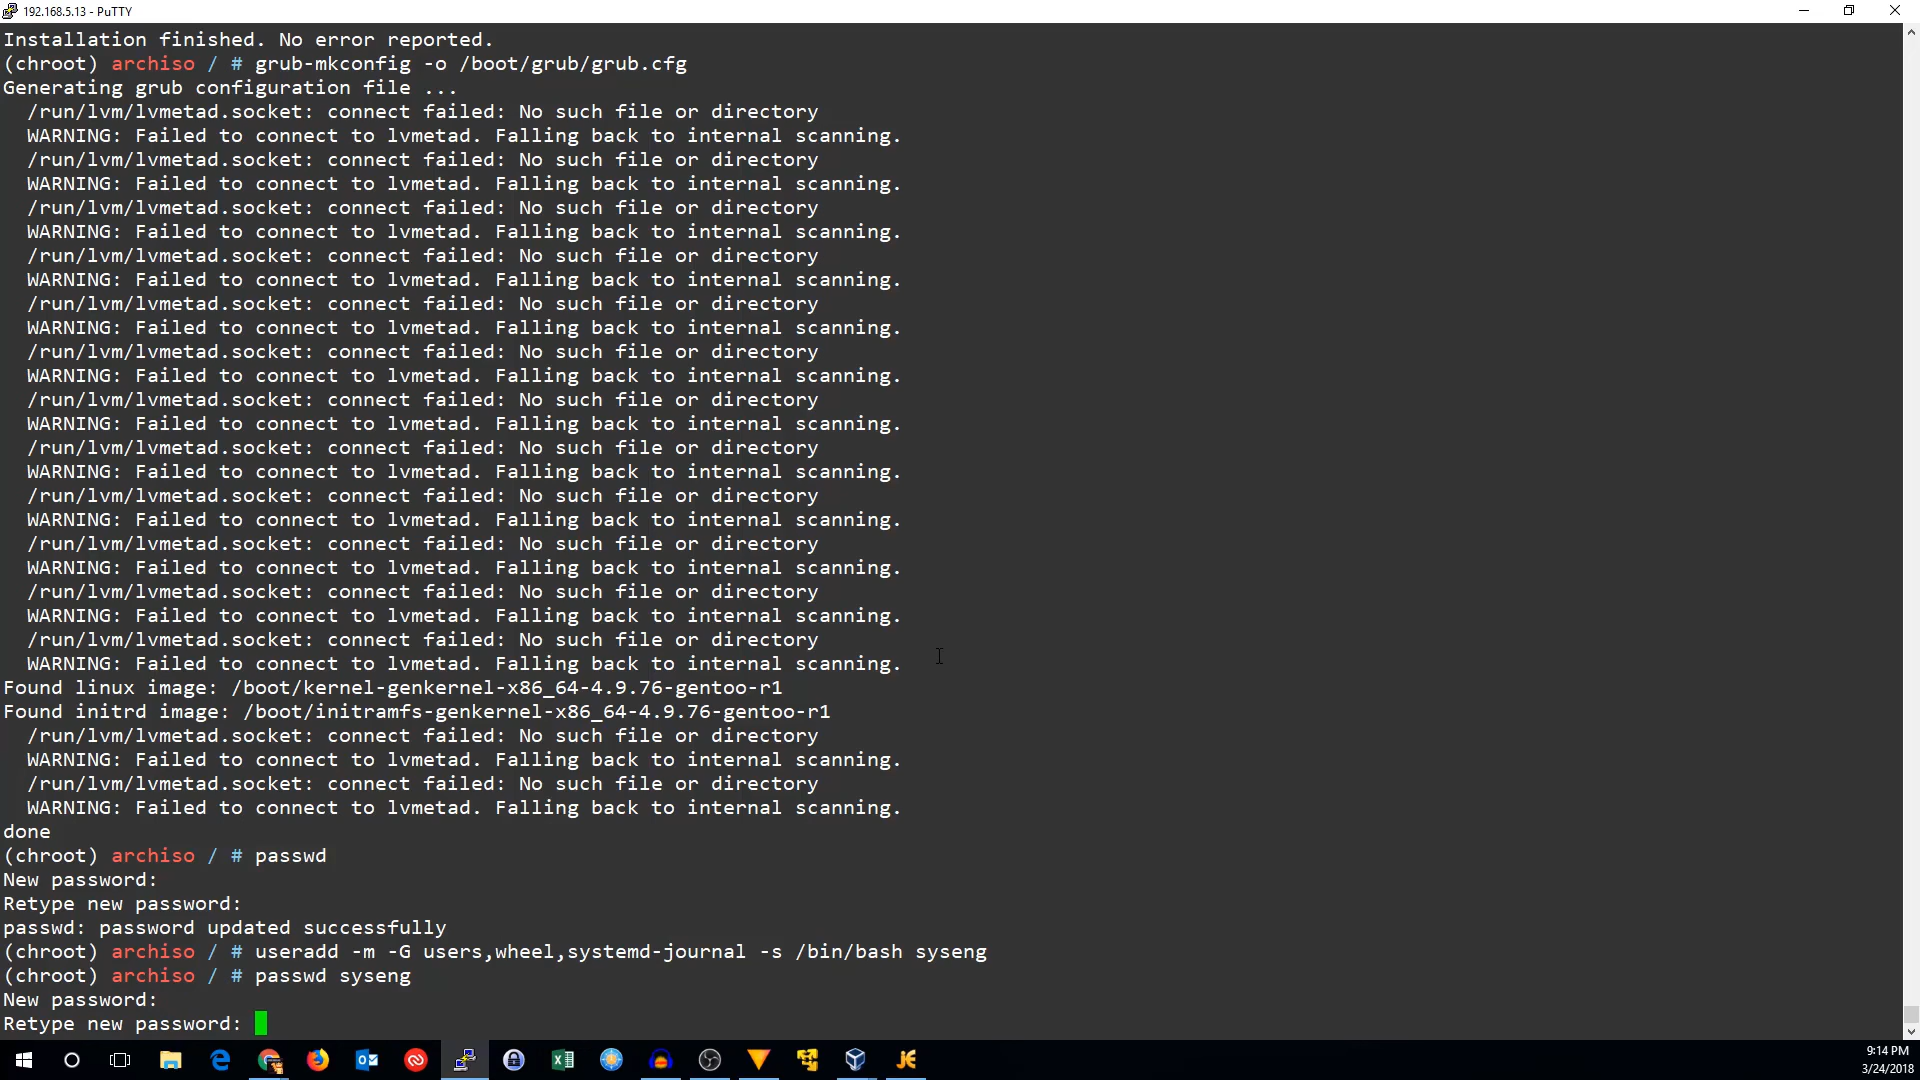 192.168.5.13 - PuTTY
Installation finished. No error reported.
(chroot) archiso / # grub-mkconfig -o /boot/grub/grub.cfg
Generating grub configuration file ...
/run/lvm/lvmetad.socket: connect failed: No such file or directory
WARNING: Failed to connect to lvmetad. Falling back to internal scanning.
/run/lvm/lvmetad.socket: connect failed: No such file or directory
WARNING: Failed to connect to lvmetad. Falling back to internal scanning.
/run/lvm/lvmetad.socket: connect failed: No such file or directory
WARNING: Failed to connect to lvmetad. Falling back to internal scanning.
/run/lvm/lvmetad.socket: connect failed: No such file or directory
WARNING: Failed to connect to lvmetad. Falling back to internal scanning.
/run/lvm/lvmetad.socket: connect failed: No such file or directory
WARNING: Failed to connect to lvmetad. Falling back to internal scanning.
/run/lvm/lvmetad.socket: connect failed: No such file or directory
WARNING: Failed to connect to lvmetad. Falling back to internal scanning.
/run/lvm/lvmetad.socket: connect failed: No such file or directory
WARNING: Failed to connect to lvmetad. Falling back to internal scanning.
/run/lvm/lvmetad.socket: connect failed: No such file or directory
WARNING: Failed to connect to lvmetad. Falling back to internal scanning.
/run/lvm/lvmetad.socket: connect failed: No such file or directory
WARNING: Failed to connect to lvmetad. Falling back to internal scanning.
/run/lvm/lvmetad.socket: connect failed: No such file or directory
WARNING: Failed to connect to lvmetad. Falling back to internal scanning.
/run/lvm/lvmetad.socket: connect failed: No such file or directory
WARNING: Failed to connect to lvmetad. Falling back to internal scanning.
/run/lvm/lvmetad.socket: connect failed: No such file or directory
WARNING: Failed to connect to lvmetad. Falling back to internal scanning.
Found linux image: /boot/kernel-genkernel-x86_64-4.9.76-gentoo-r1
Found initrd image: /boot/initramfs-genkernel-x86_64-4.9.76-gentoo-r1
/run/lvm/lvmetad.socket: connect failed: No such file or directory
WARNING: Failed to connect to lvmetad. Falling back to internal scanning.
/run/lvm/lvmetad.socket: connect failed: No such file or directory
WARNING: Failed to connect to lvmetad. Falling back to internal scanning.
done
(chroot) archiso / # passwd
New password:
Retype new password:
passwd: password updated successfully
(chroot) archiso / # useradd -m -G users,wheel,systemd-journal -s /bin/bash syseng
(chroot) archiso / # passwd syseng
New password:
Retype new password:
9:14 PM
3/24/2018